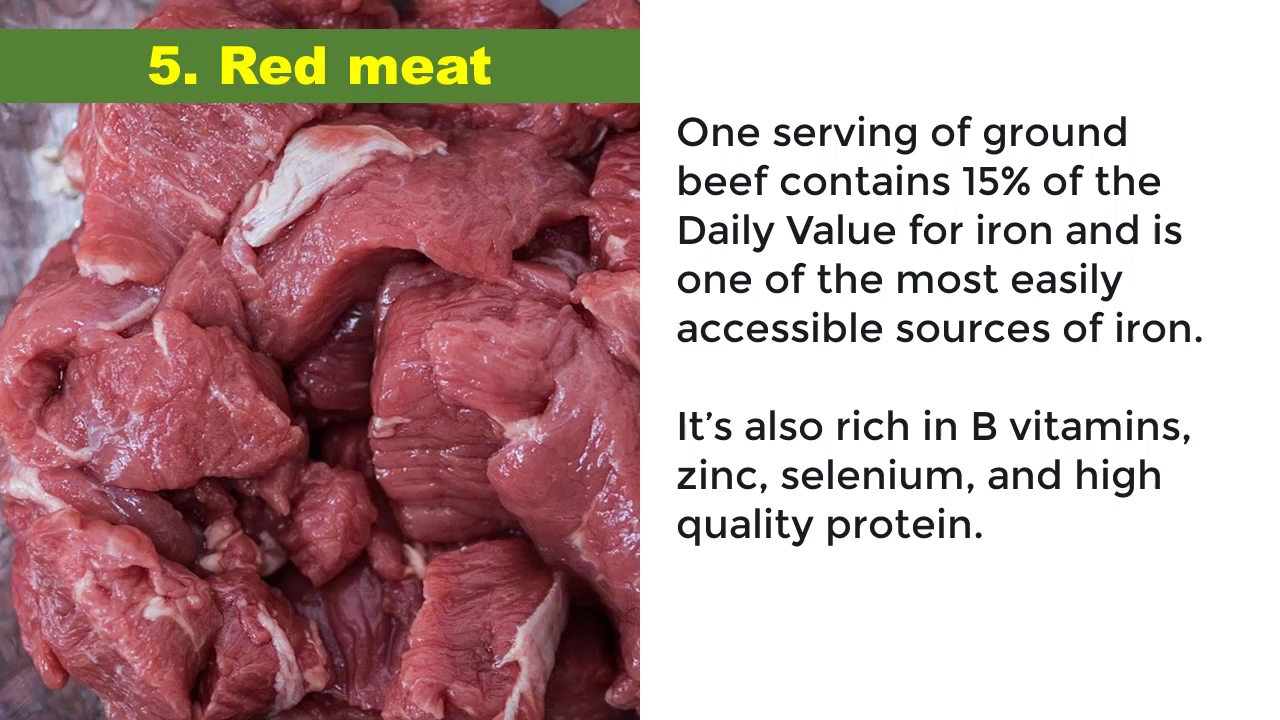 5. Red meat
One serving of ground
beef contains 15% of the
Daily Value for iron and is
one of the most easily
accessible sources of iron.
It’s also rich in B vitamins,
zinc, selenium, and high
quality protein.